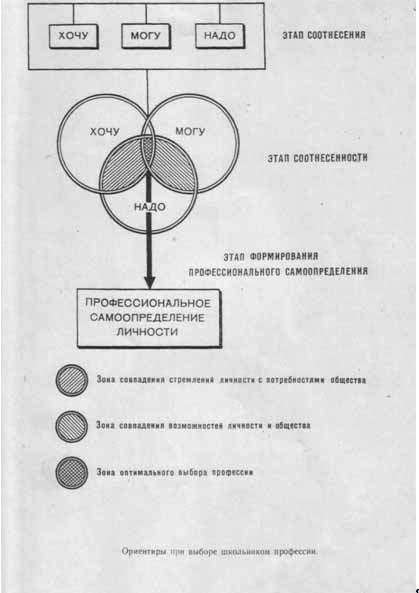 ХОЧУ МОГУ НАДО ЭТАП СООТНЕСЕНИЯ
ХОЧУ МОГУ
ЭТАП СООТНЕСЕННОСТИ
НАДО
ЭТАП ФОРМИРОВАНИЯ
ПРОФЕССИОНАЛЬНОГО САМООПРЕДЕЛЕНИЯ
ПРОФЕССИОНАЛЬНОЕ
САМООПРЕДЕЛЕНИЕ
ЛИЧНОСТИ
Зона совпадения стремлений личности с потребностями общества
Зона совпадения возможностей личности и общества
Зона оптимального выбора профессии
Ориентиры при выборе школьником профессии.